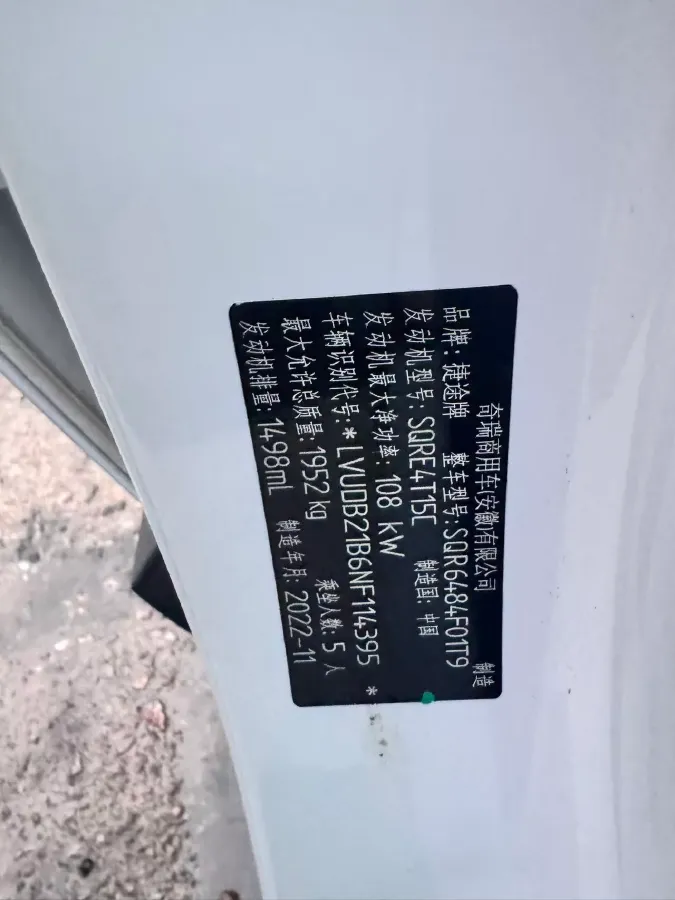 奇瑞商用车(安徽)有限公司 制造
品牌:捷途牌 整车型号:SQR6484F01T9
发动机型号:SQRE4T15C 制造国:中国
发动机最大净功率:108 kW
车辆识别代号:*LVUDB21B6NF114395*
最大允许总质量:1952 kg 乘坐人数:5人
发动机排量:1498mL 制造年月:2022-11